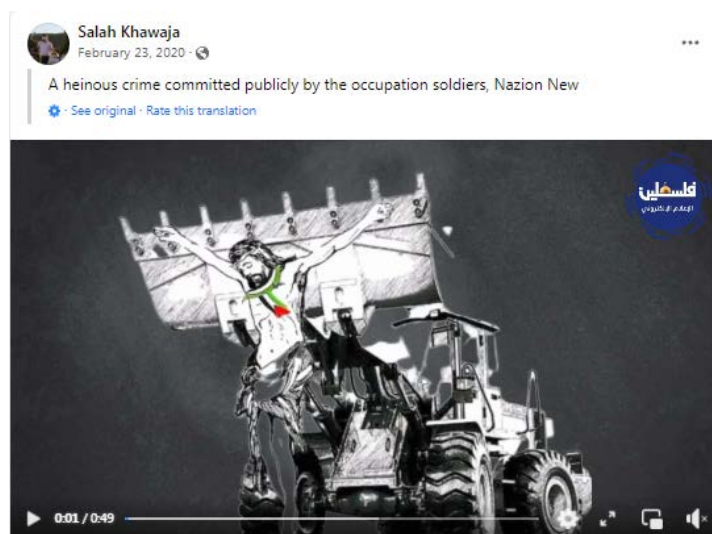 Salah Khawaja
February 23, 2020 ·
A heinous crime committed publicly by the occupation soldiers, Nazion New
· See original · Rate this translation
فلسطين
الإعلام الإلكتروني
0:01 / 0:49